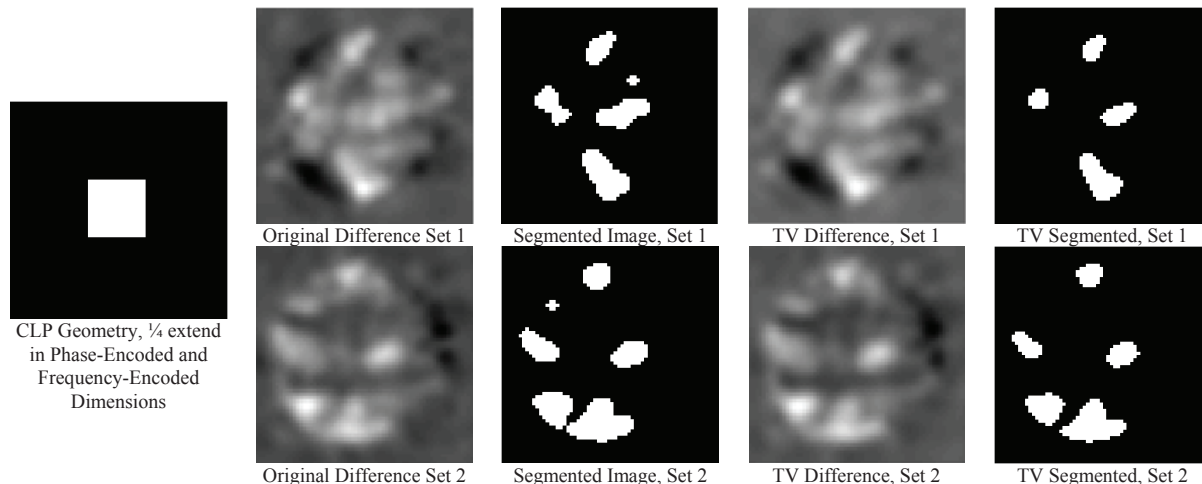 Original Difference Set 1
Segmented Image, Set 1
TV Difference, Set 1
TV Segmented, Set 1
CLP Geometry, ¼ extend
in Phase-Encoded and
Frequency-Encoded
Dimensions
Original Difference Set 2
Segmented Image, Set 2
TV Difference, Set 2
TV Segmented, Set 2